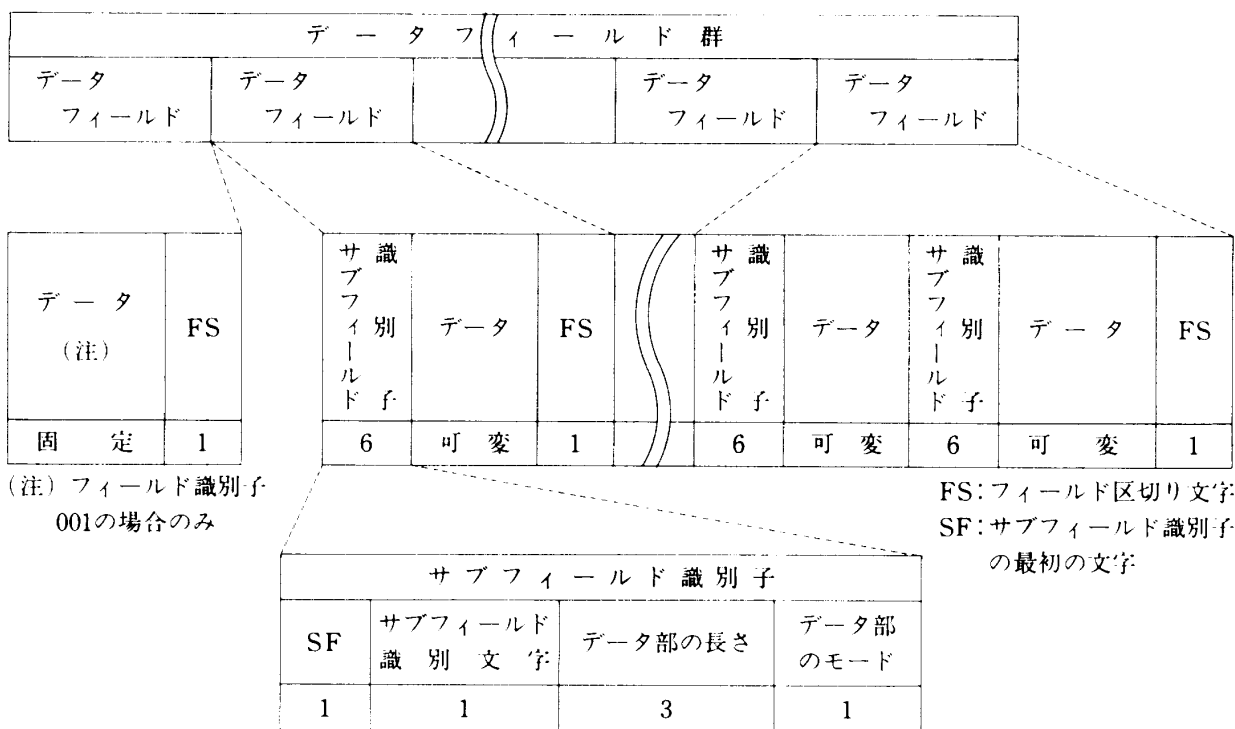 データフィールド群
データ
フィールド
データ
フィールド
データ
フィールド
データ
フィールド
データ
(注)
FS
サブフィールド
識別子
データ
FS
サブフィールド
識別子
データ
サブフィールド
識別子
データ
FS
固定
1
6
可変
1
6
可変
6
可変
1
(注) フィールド識別子
001の場合のみ
FS:フィールド区切り文字
SF:サブフィールド識別子
の最初の文字
サブフィールド識別子
SF
サブフィールド
識別文字
データ部の長さ
データ部
のモード
1
1
3
1